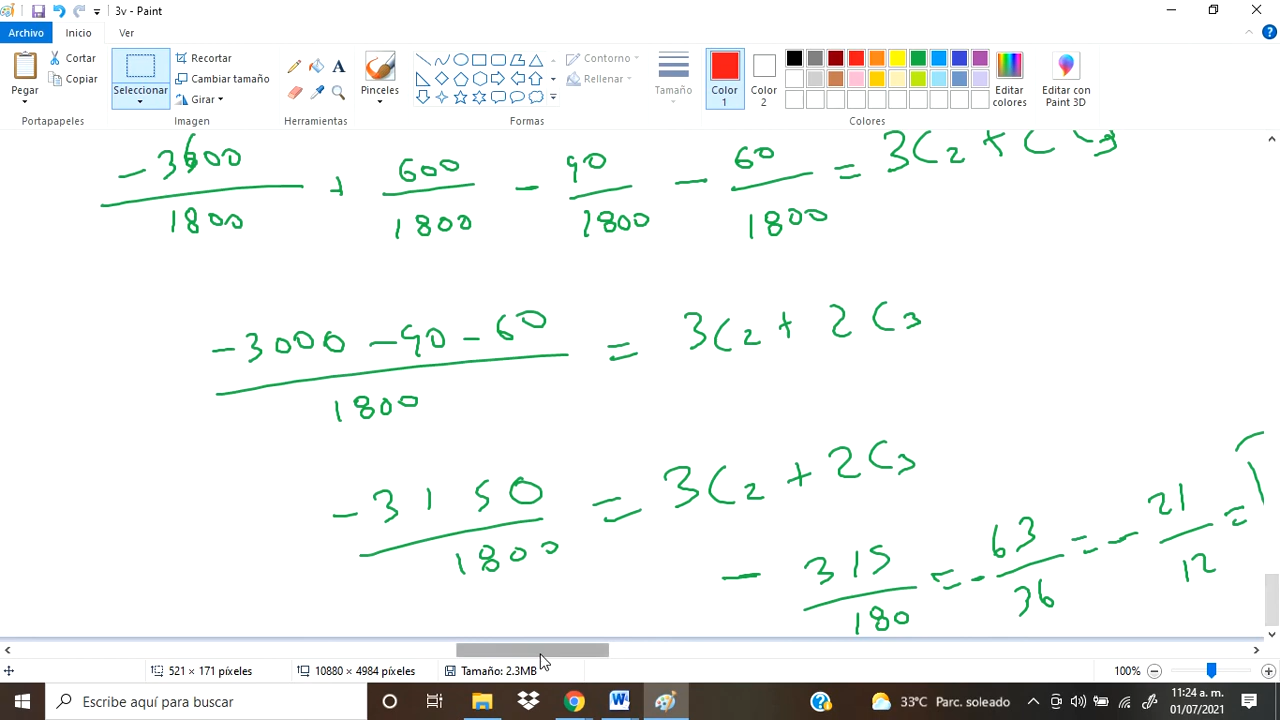 3v - Paint
Archivo Inicio Ver
Pegar
Cortar
Copiar
Portapapeles
Seleccionar
Recortar
Cambiar tamaño
Girar
Imagen
A
Herramientas
Pinceles
Contorno
Rellenar
Formas
Tamaño
Color 1
Color 2
Editar colores
Editar con Paint 3D
Colores
-3600/1800 + 600/1800 - 90/1800 - 60/1800 = 3C2 +
-3000 -90 - 60 / 1800 = 3C2 + 2C3
-3150/1800 = 3C2 + 2C3
- 315/180 = - 63/36 = - 21/12 =
521 × 171 píxeles
10880 × 4984 píxeles
Tamaño: 2.3MB
100%
Escribe aquí para buscar
33°C Parc. soleado
11:24 a. m.
01/07/2021